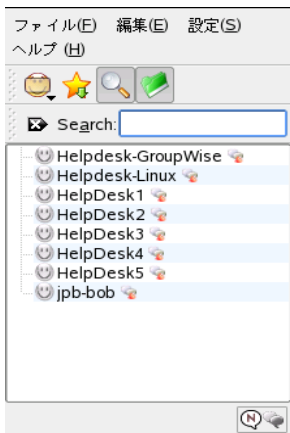 ファイル(F) 編集(E) 設定(S)
ヘルプ (H)
Search:
Helpdesk-GroupWise
Helpdesk-Linux
HelpDesk1
HelpDesk2
HelpDesk3
HelpDesk4
HelpDesk5
jpb-bob
N